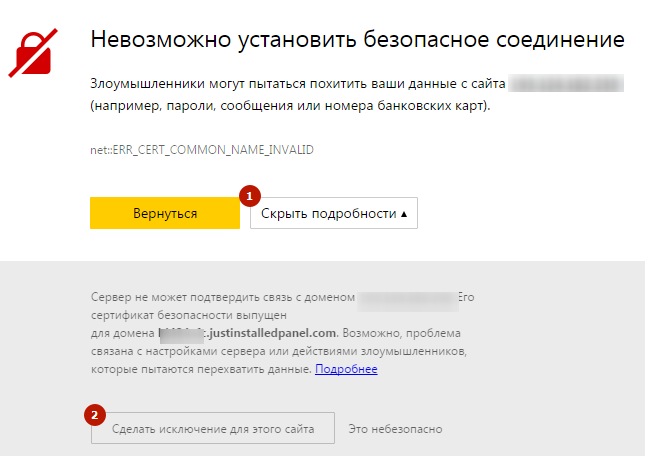 Невозможно установить безопасное соединение
Злоумышленники могут пытаться похитить ваши данные с сайта
(например, пароли, сообщения или номера банковских карт).
net::ERR_CERT_COMMON_NAME_INVALID
1
Вернуться
Скрыть подробности ▴
Сервер не может подтвердить связь с доменом Его
сертификат безопасности выпущен
для домена .justinstalledpanel.com. Возможно, проблема
связана с настройками сервера или действиями злоумышленников,
которые пытаются перехватить данные. Подробнее
2
Сделать исключение для этого сайта
Это небезопасно